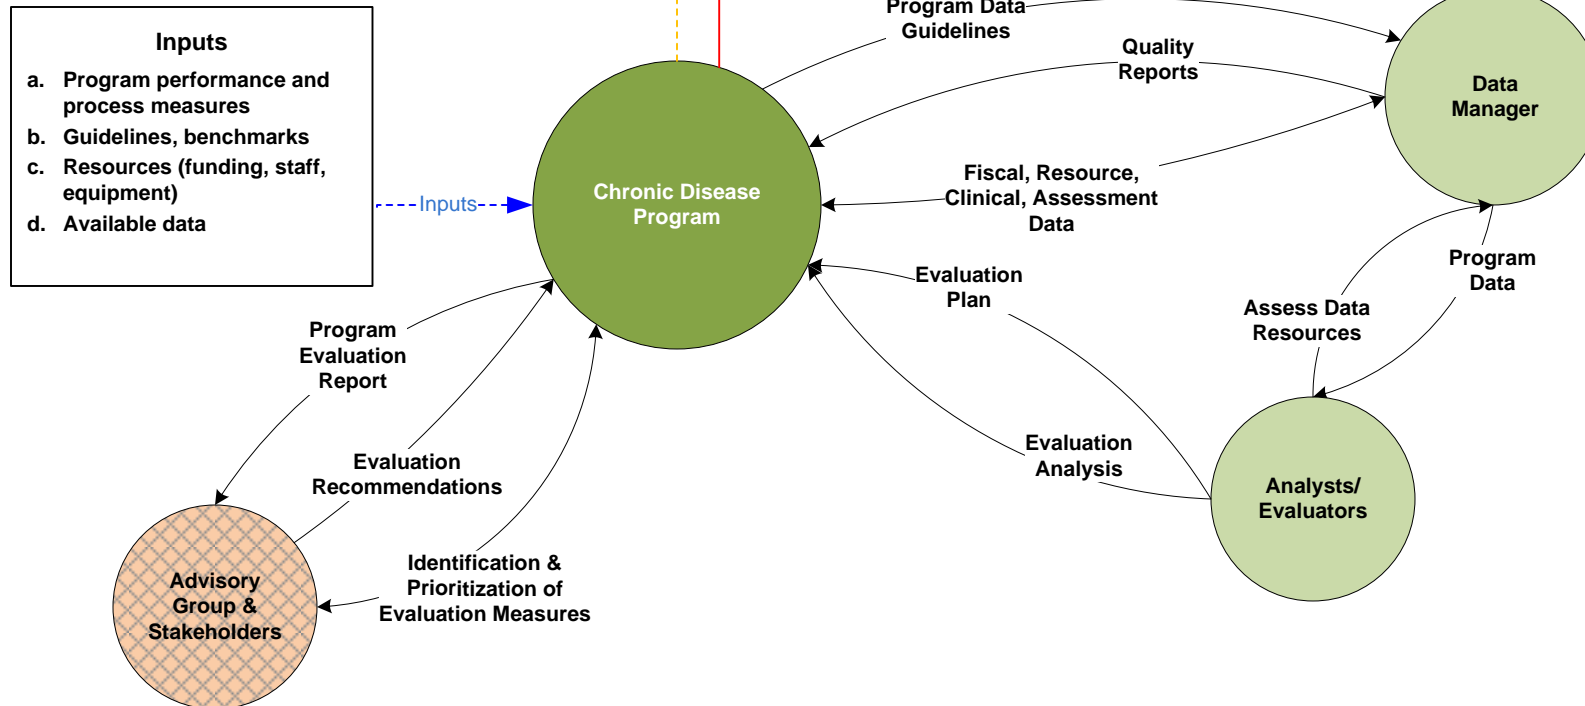 Inputs
a. Program performance and
process measures
b. Guidelines, benchmarks
c. Resources (funding, staff,
equipment)
d. Available data
Inputs
Chronic Disease
Program
Program Data
Guidelines
Quality
Reports
Data
Manager
Fiscal, Resource,
Clinical, Assessment
Data
Evaluation
Plan
Program
Data
Assess Data
Resources
Program
Evaluation
Report
Evaluation
Recommendations
Evaluation
Analysis
Analysts/
Evaluators
Identification &
Prioritization of
Evaluation Measures
Advisory
Group &
Stakeholders